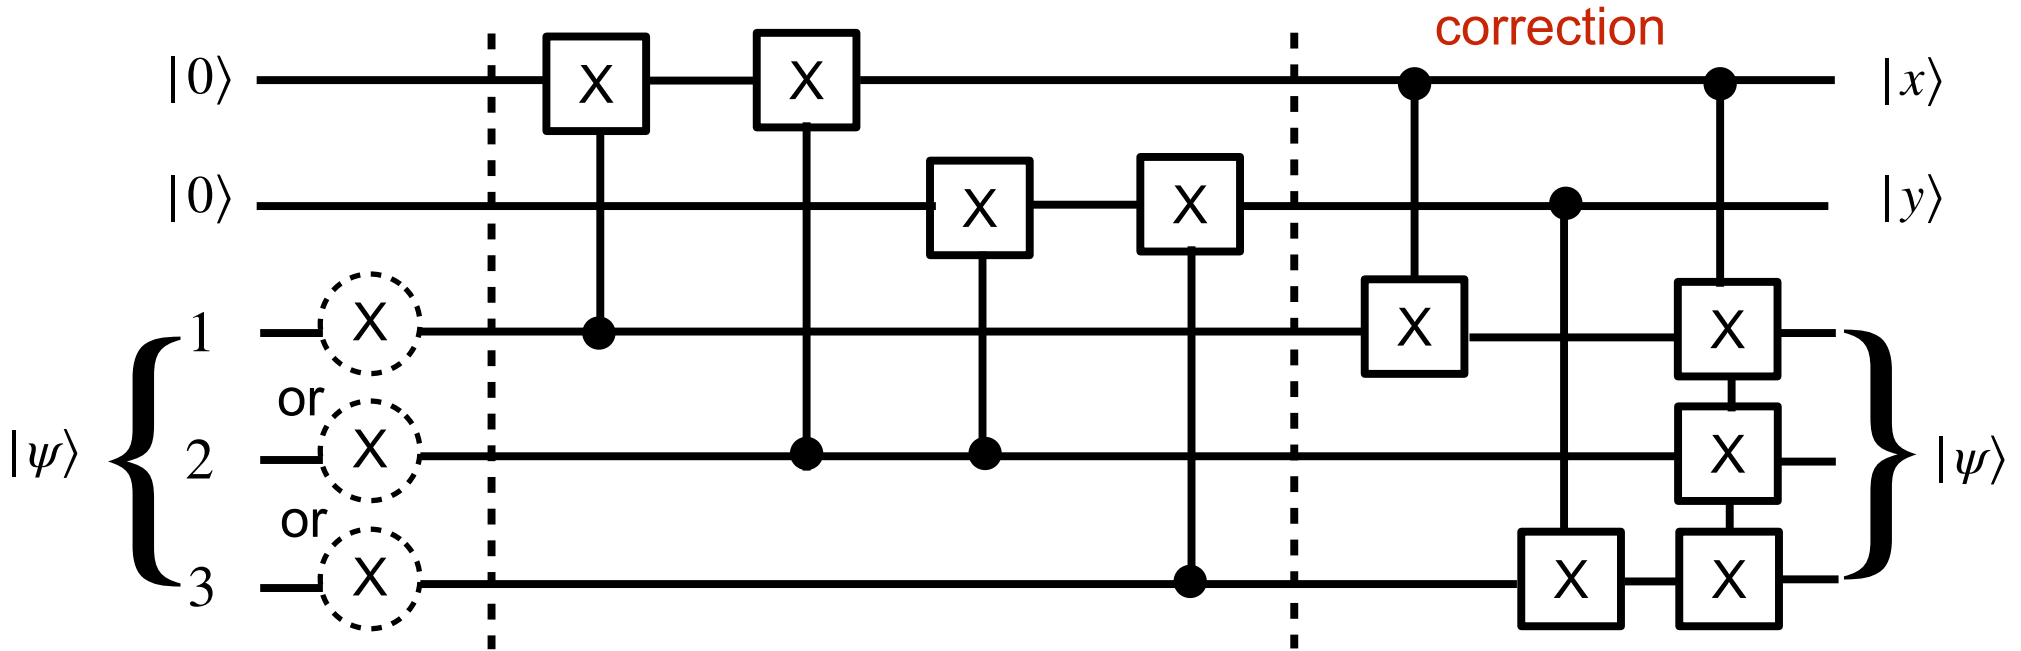 correction
|0⟩ X X |x⟩
|0⟩ X X |y⟩
1 X X X
or
|ψ⟩ { 2 X X } |ψ⟩
or
3 X X X